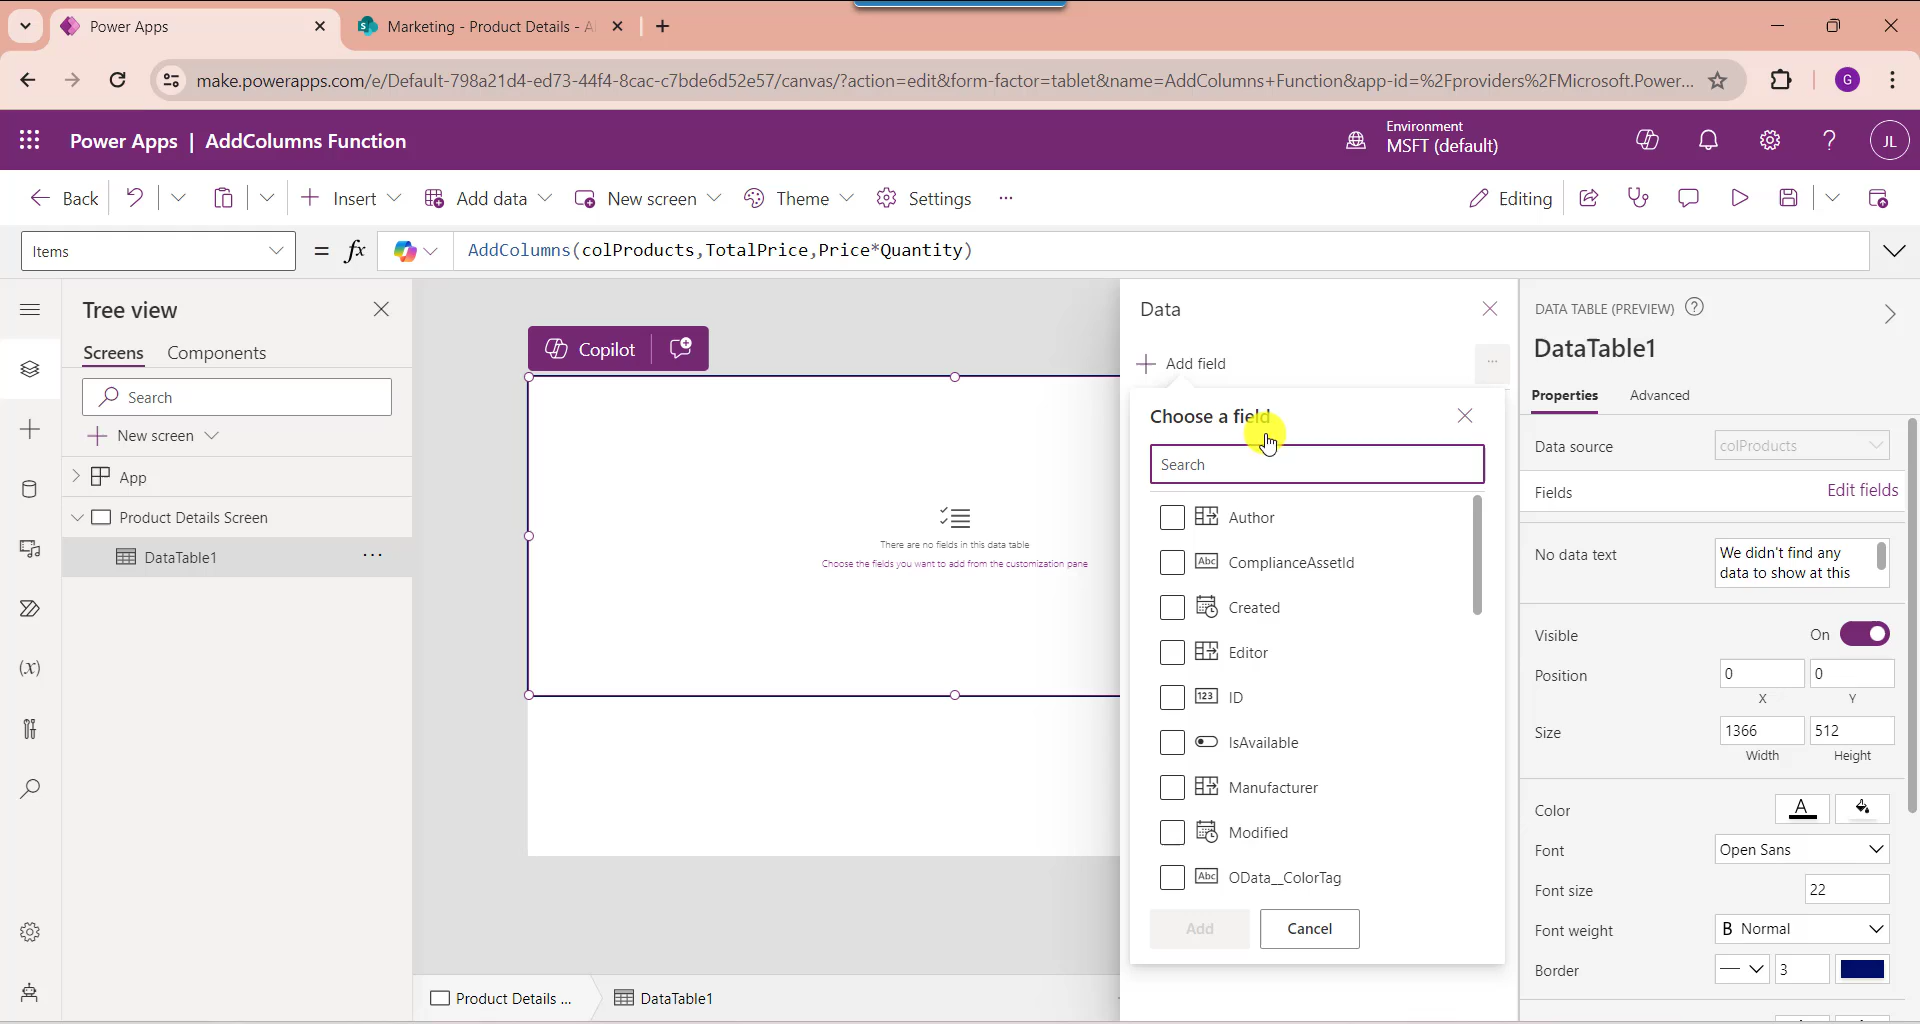 Power Apps
Marketing - Product Details - Al
make.powerapps.com/e/Default-798a21d4-ed73-44f4-8cac-c7bde6d52e57/canvas/?action=edit&form-factor=tablet&name=AddColumns+Function&app-id=%2Fproviders%2FMicrosoft.Power...
G
Power Apps | AddColumns Function
Environment
MSFT (default)
?
JL
Back
Insert
Add data
New screen
Theme
Settings
...
Editing
Items
= fx
AddColumns(colProducts,TotalPrice,Price*Quantity)
Tree view
Screens
Components
Search
New screen
App
Product Details Screen
DataTable1
...
(x)
Copilot
There are no fields in this data table
Choose the fields you want to add from the customization pane
Product Details ...
DataTable1
Data
Add field
...
Choose a field
Search
Author
Abc ComplianceAssetId
Created
Editor
123 ID
IsAvailable
Manufacturer
Modified
Abc OData__ColorTag
Add
Cancel
DATA TABLE (PREVIEW) ?
DataTable1
Properties
Advanced
Data source
colProducts
Fields
Edit fields
No data text
We didn't find any
data to show at this
Visible
On
Position
0
0
X
Y
Size
1366
512
Width
Height
Color
A
Font
Open Sans
Font size
22
Font weight
B Normal
Border
3